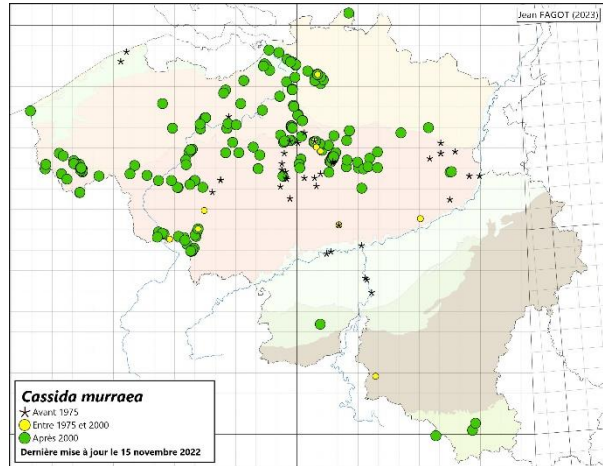 Jean FAGOT (2023)
Cassida murraea
Avant 1975
Entre 1975 et 2000
Après 2000
Dernière mise à jour le 15 novembre 2022